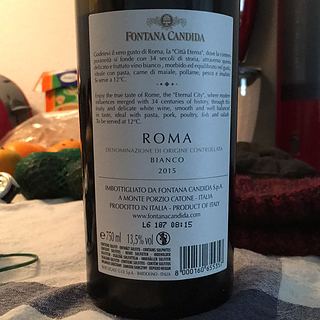 FONTANA CANDIDA
Godetevi il vero gusto di Roma, la "Città Eterna", dove la
si fonde con 34 secoli di storia, attraverso questo
delicato e fruttato vino bianco, morbido ed equilibrato nel gusto,
ideale con pasta, carne di maiale, pollame, pesce e insalate.
Si serve a 12°C.
Enjoy the true taste of Rome, the "Eternal City", where modern
influences merged with 34 centuries of history, through this
fruity and delicate white wine, smooth and well balanced
in taste, ideal with pasta, pork, poultry, fish and salads.
To be served at 12°C.
ROMA
DENOMINAZIONE DI ORIGINE CONTROLLATA
BIANCO
2015
IMBOTTIGLIATO DA FONTANA CANDIDA S.p.A.
A MONTE PORZIO CATONE - ITALIA
PRODOTTO IN ITALIA - PRODUCT OF ITALY
www.fontanacandida.com
L6 187 08:15
e 750 ml 13,5% vol